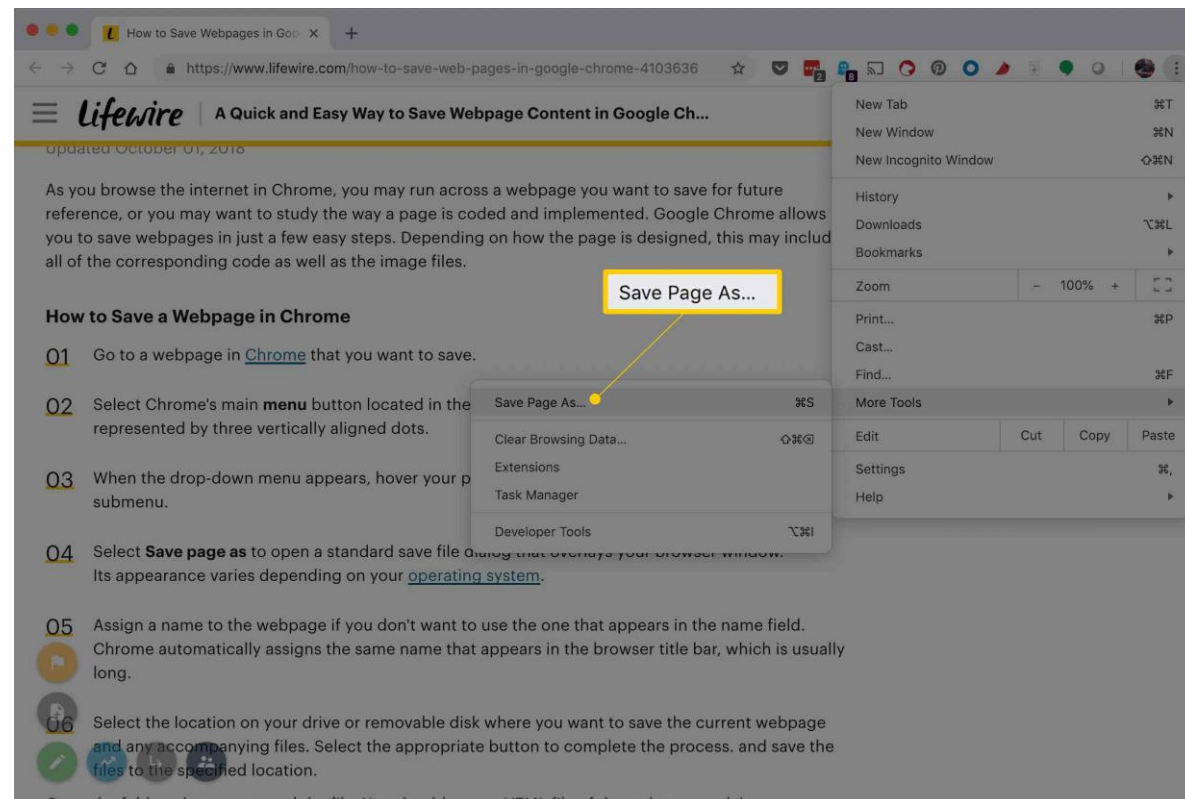 How to Save Webpages in Goo
https://www.lifewire.com/how-to-save-web-pages-in-google-chrome-4103636
2
8
Lifewire
A Quick and Easy Way to Save Webpage Content in Google Ch...
Updated October 01, 2018
As you browse the internet in Chrome, you may run across a webpage you want to save for future
reference, or you may want to study the way a page is coded and implemented. Google Chrome allows
you to save webpages in just a few easy steps. Depending on how the page is designed, this may includ
all of the corresponding code as well as the image files.
Save Page As...
How to Save a Webpage in Chrome
01 Go to a webpage in Chrome that you want to save.
02 Select Chrome's main menu button located in the
represented by three vertically aligned dots.
03 When the drop-down menu appears, hover your p
submenu.
04 Select Save page as to open a standard save file dialog that overlays your browser window.
Its appearance varies depending on your operating system.
05 Assign a name to the webpage if you don't want to use the one that appears in the name field.
Chrome automatically assigns the same name that appears in the browser title bar, which is usually
long.
06 Select the location on your drive or removable disk where you want to save the current webpage
and any accompanying files. Select the appropriate button to complete the process. and save the
files to the specified location.
Save Page As... ⌘S
Clear Browsing Data... ⇧⌘⌫
Extensions
Task Manager
Developer Tools ⌥⌘I
New Tab ⌘T
New Window ⌘N
New Incognito Window ⇧⌘N
History
Downloads ⌥⌘L
Bookmarks
Zoom - 100% +
Print... ⌘P
Cast...
Find... ⌘F
More Tools
Edit Cut Copy Paste
Settings ⌘,
Help